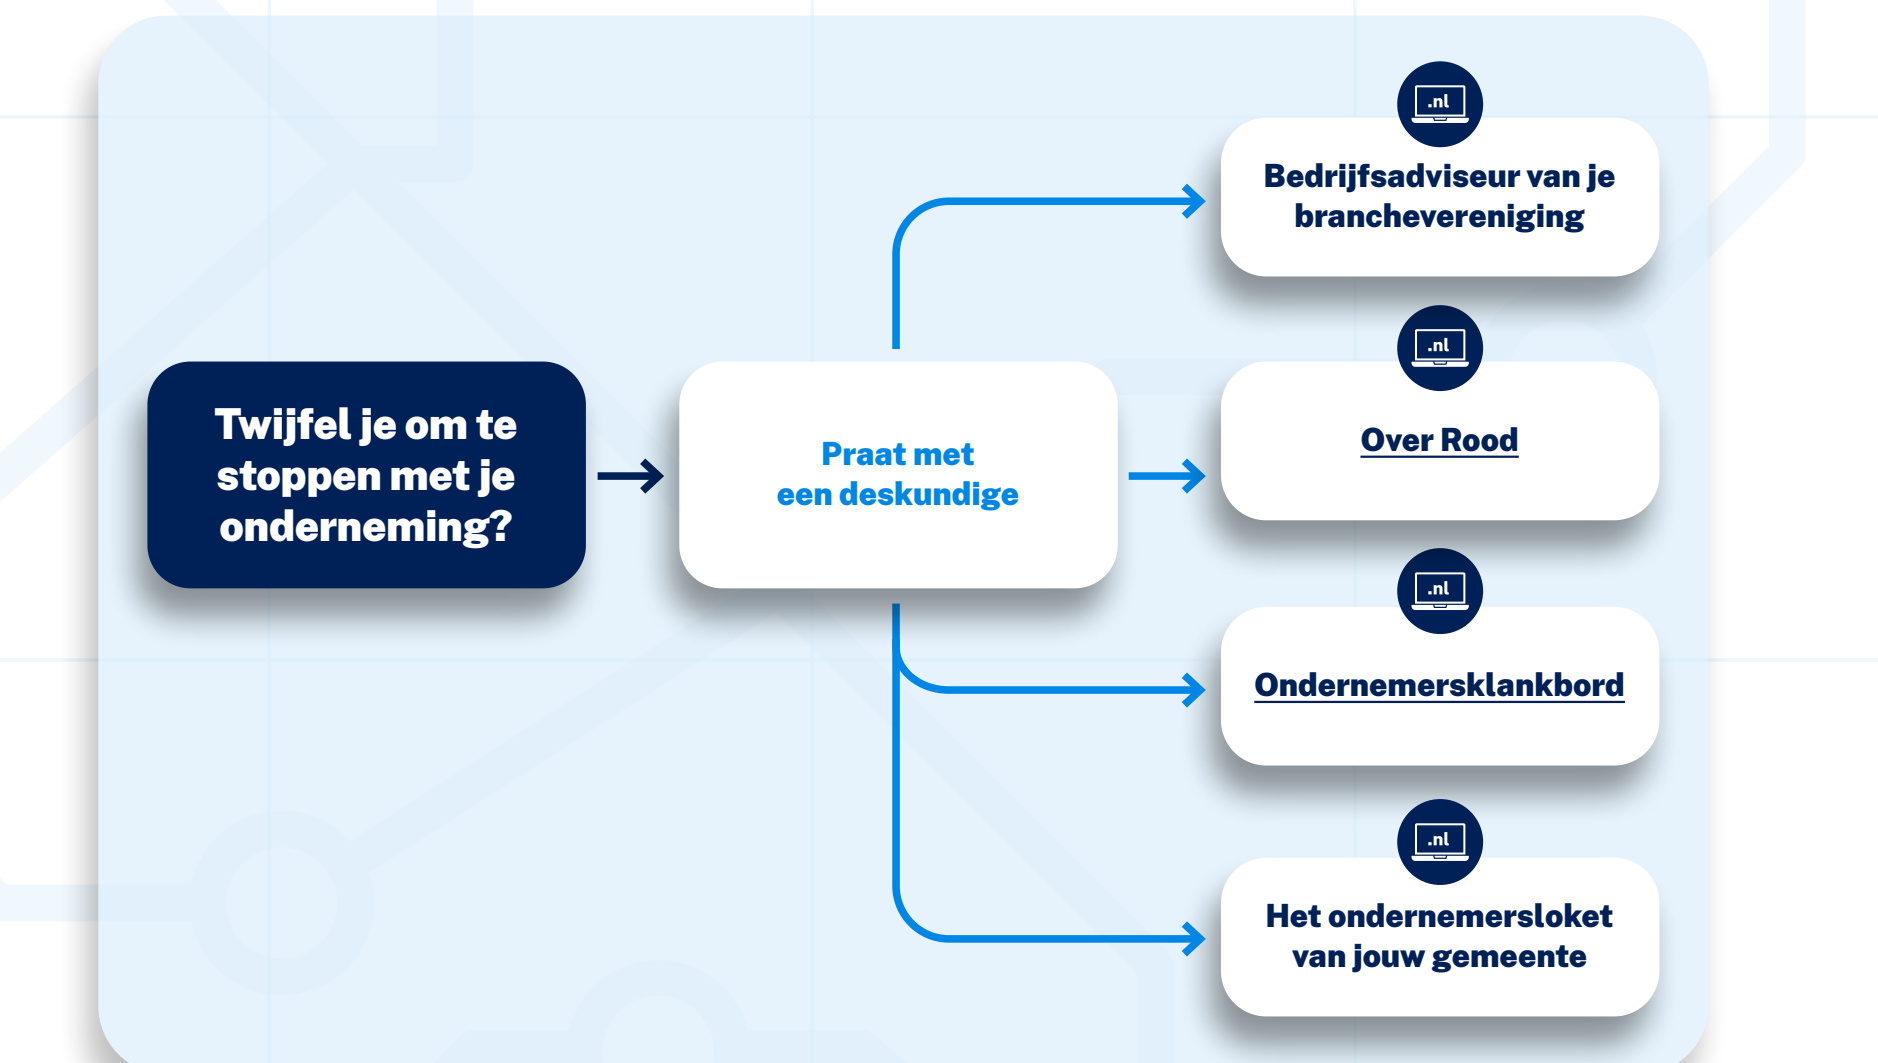 Twijfel je om te
stoppen met je
onderneming?
Praat met
een deskundige
.nl
Bedrijfsadviseur van je
branchevereniging
.nl
Over Rood
.nl
Ondernemersklankbord
.nl
Het ondernemersloket
van jouw gemeente